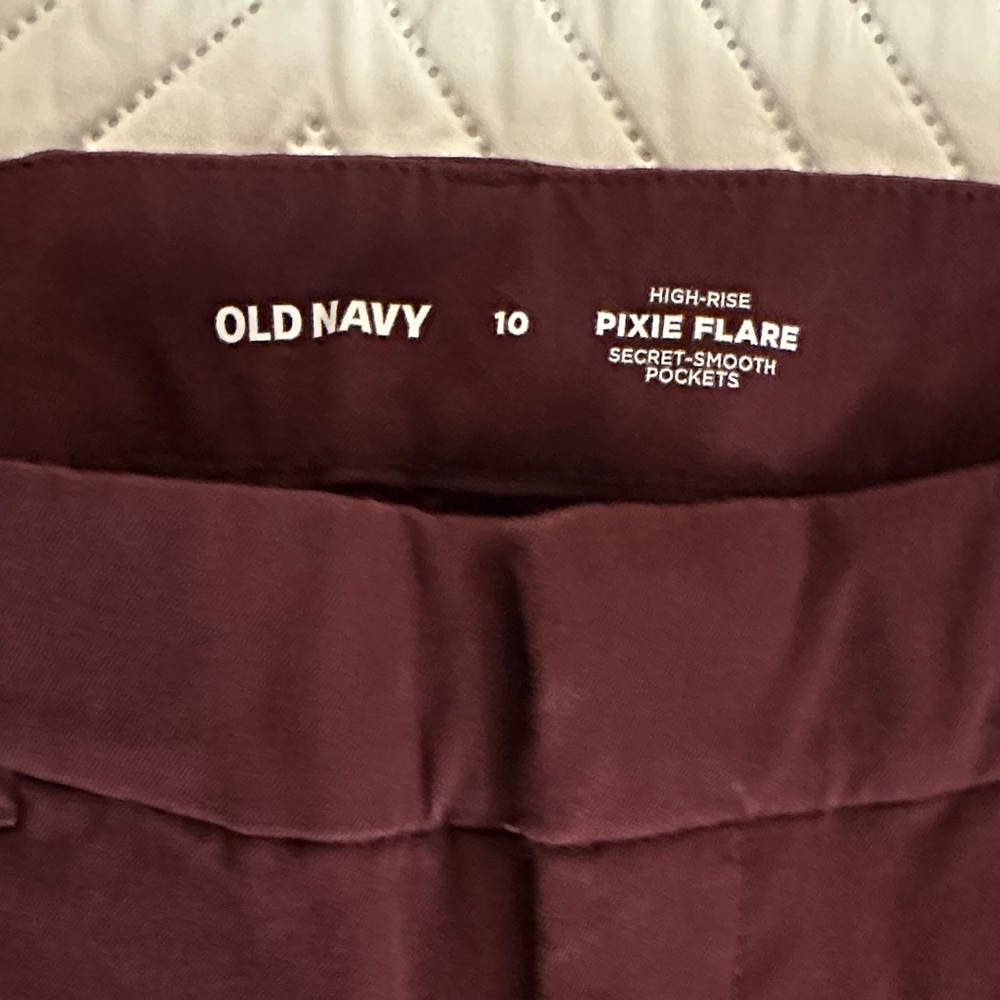 OLD NAVY
10
HIGH-RISE
PIXIE FLARE
SECRET-SMOOTH
POCKETS